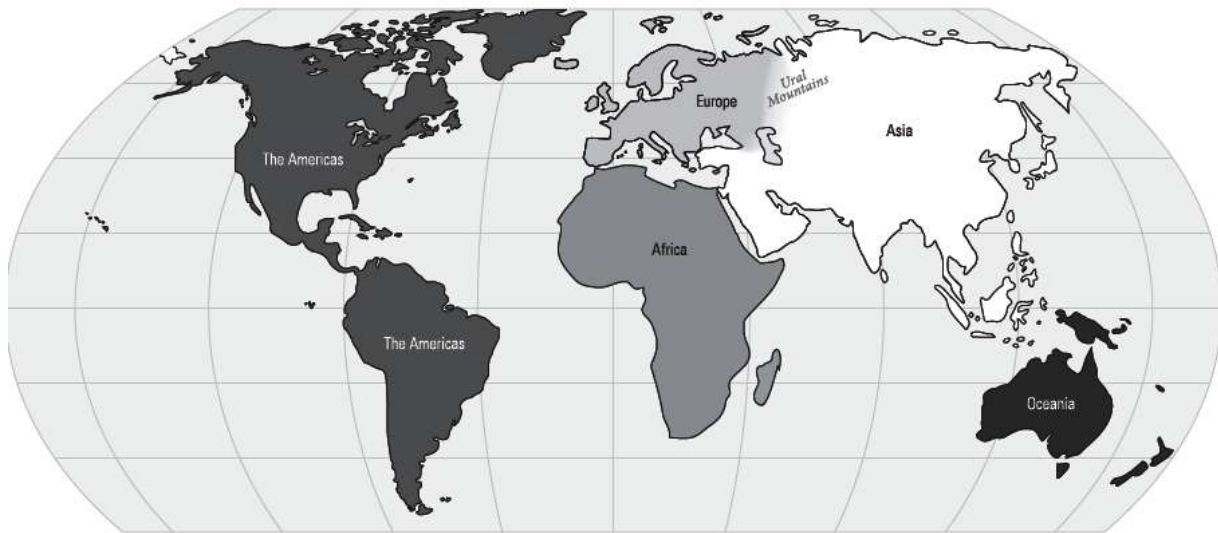 Ural
Mountains
Europe
Asia
The Americas
Africa
The Americas
Oceania